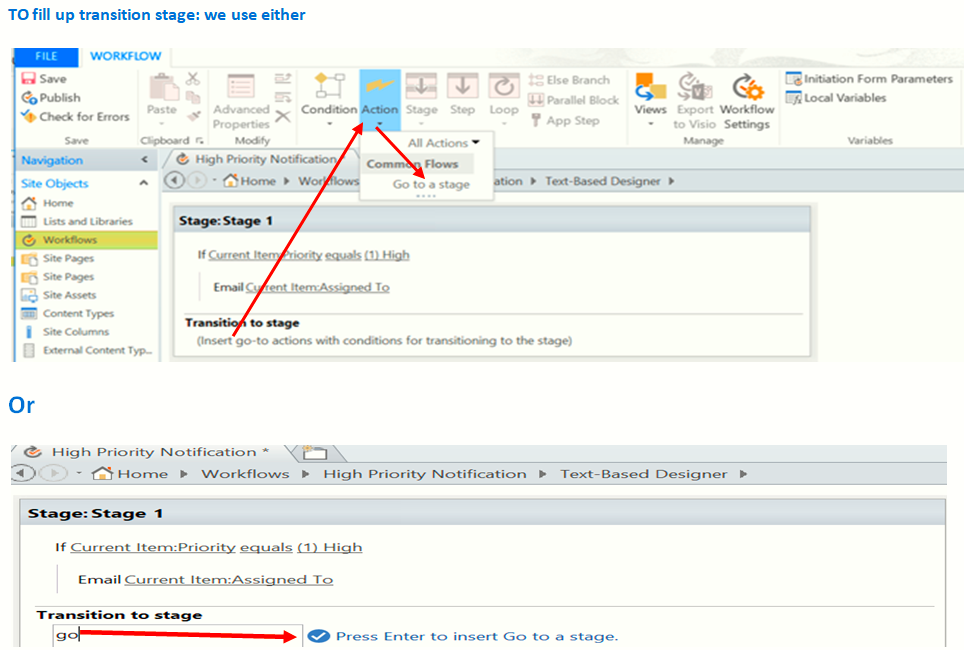 TO fill up transition stage: we use either
FILE WORKFLOW
Save
Publish
Check for Errors
Save
Paste
Clipboard
Advanced Properties
Modify
Condition Action Stage Step Loop
Else Branch
Parallel Block
App Step
Views Export to Visio Workflow Settings
Manage
Initiation Form Parameters
Local Variables
Variables
All Actions
Common Flows
Go to a stage
Navigation
Site Objects
Home
Lists and Libraries
Workflows
Site Pages
Site Pages
Site Assets
Content Types
Site Columns
External Content Typ...
High Priority Notification
Home Workflows ation Text-Based Designer
Stage: Stage 1
If Current Item:Priority equals (1) High
Email Current Item:Assigned To
Transition to stage
(Insert go-to actions with conditions for transitioning to the stage)
Or
High Priority Notification *
Home Workflows High Priority Notification Text-Based Designer
Stage: Stage 1
If Current Item:Priority equals (1) High
Email Current Item:Assigned To
Transition to stage
go Press Enter to insert Go to a stage.